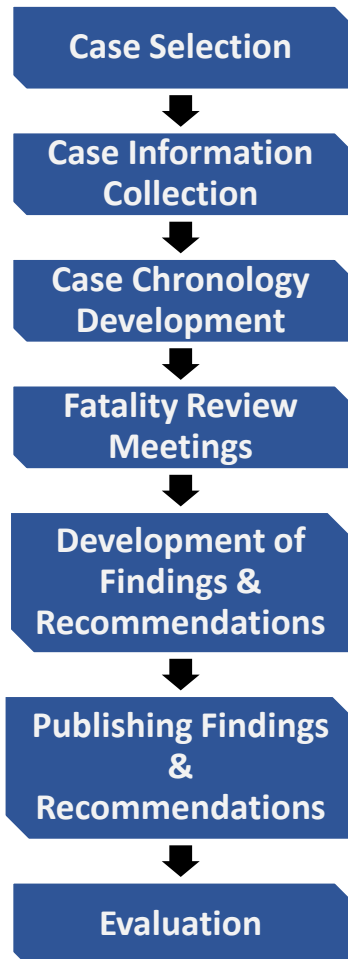 Case Selection
Case Information
Collection
Case Chronology
Development
Fatality Review
Meetings
Development of
Findings &
Recommendations
Publishing Findings
&
Recommendations
Evaluation